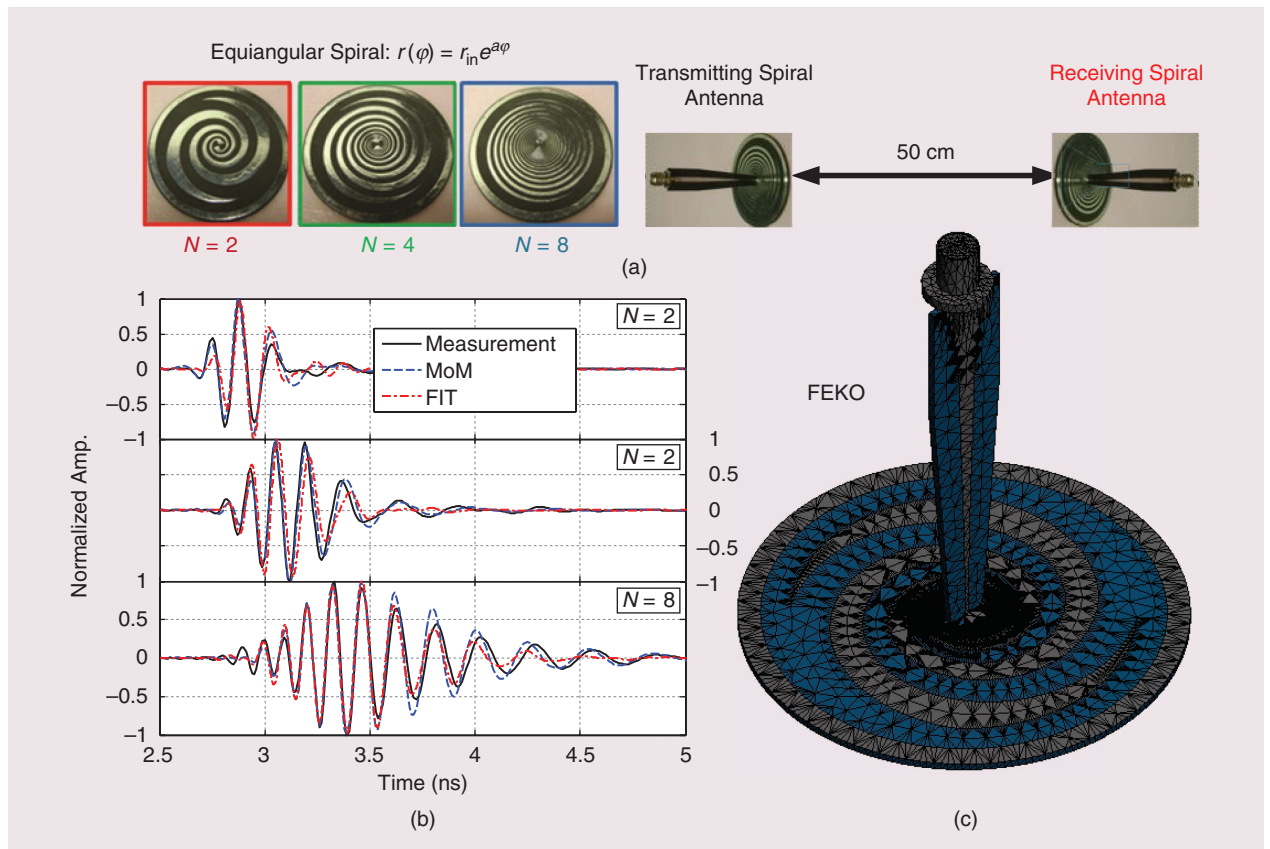 Equiangular Spiral: r(φ) = r_in e^{aφ}
Transmitting Spiral
Antenna
Receiving Spiral
Antenna
50 cm
N = 2
N = 4
N = 8
(a)
1
0.5
0
−0.5
−1
N = 2
Measurement
MoM
FIT
N = 2
1
0.5
0
−0.5
−1
1
0.5
0
−0.5
−1
N = 8
Normalized Amp.
2.5
3
3.5
4
4.5
5
Time (ns)
(b)
FEKO
(c)